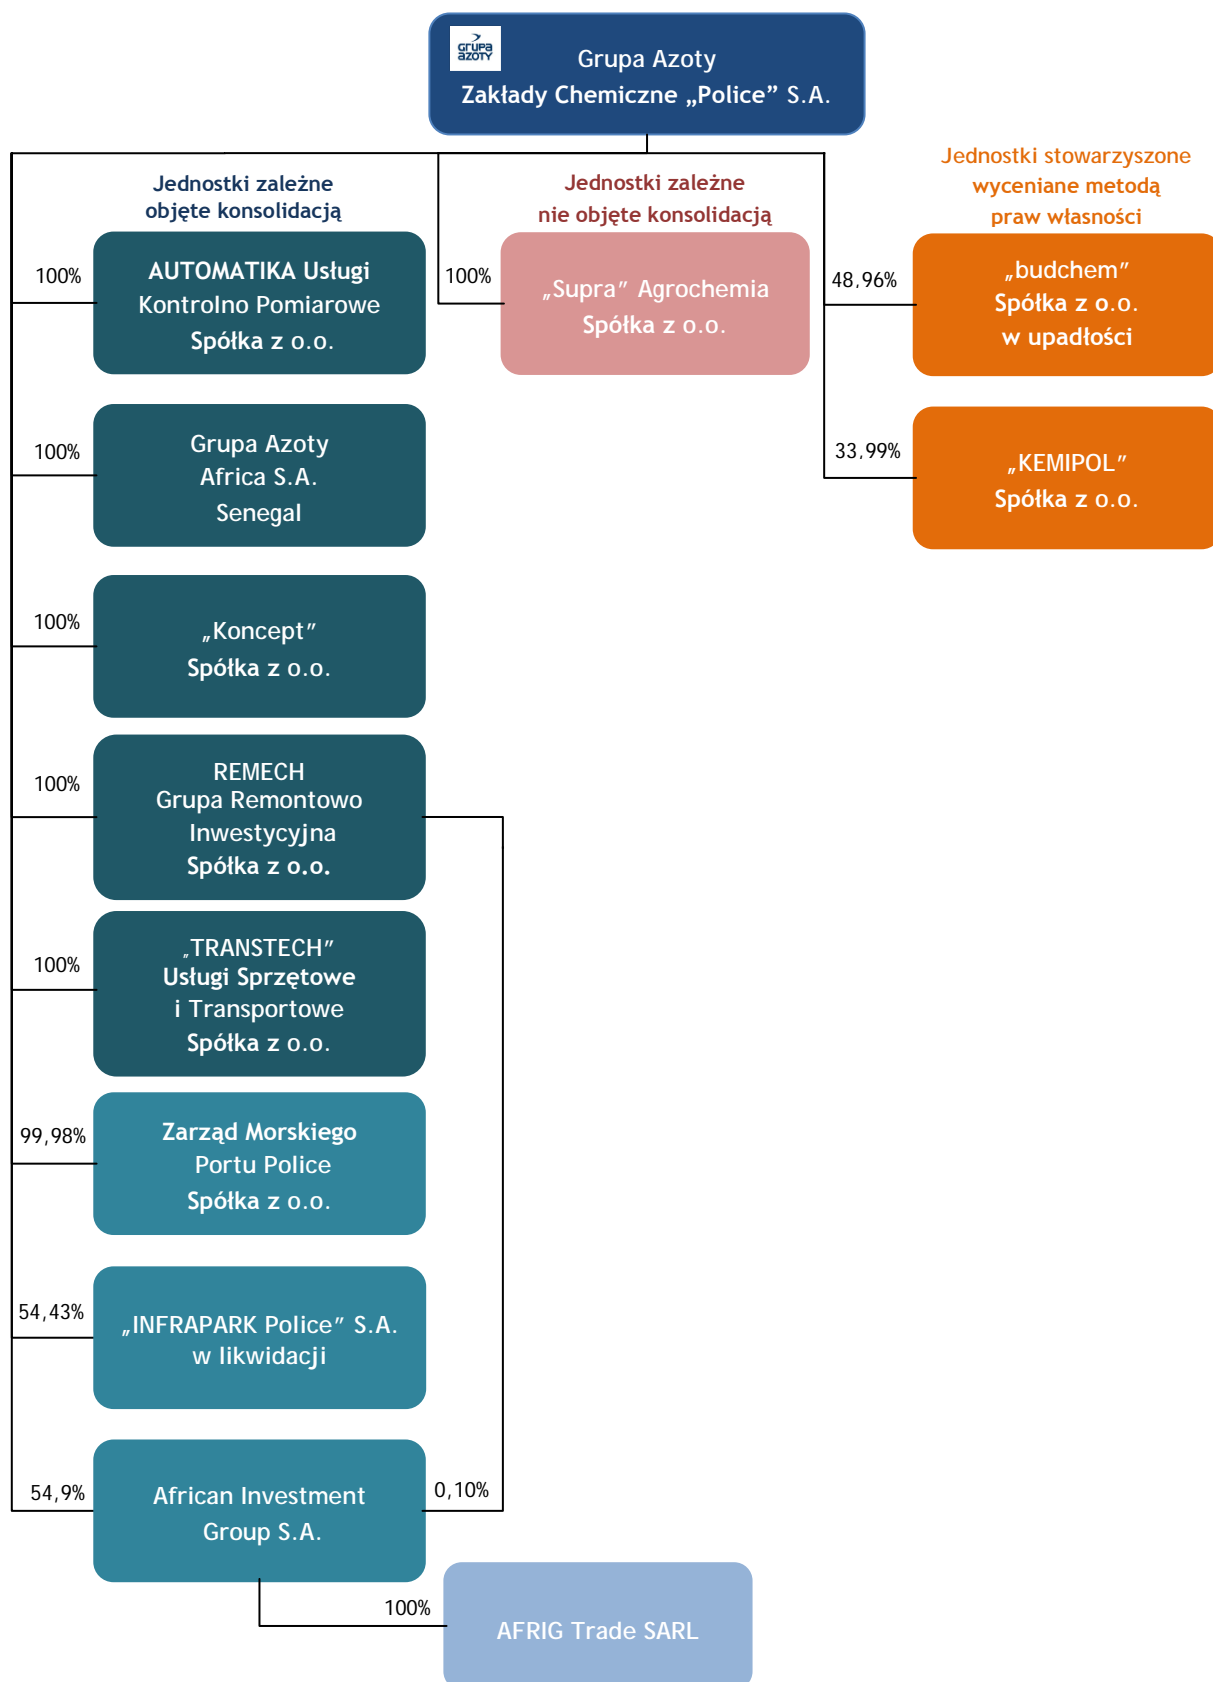 GRUPA
AZOTY
Grupa Azoty
Zakłady Chemiczne „Police” S.A.
Jednostki zależne
objęte konsolidacją
Jednostki zależne
nie objęte konsolidacją
Jednostki stowarzyszone
wyceniane metodą
praw własności
100%
AUTOMATIKA Usługi
Kontrolno Pomiarowe
Spółka z o.o.
100%
„Supra” Agrochemia
Spółka z o.o.
48,96%
„budchem”
Spółka z o.o.
w upadłości
100%
Grupa Azoty
Africa S.A.
Senegal
33,99%
„KEMIPOL”
Spółka z o.o.
100%
„Koncept”
Spółka z o.o.
100%
REMECH
Grupa Remontowo
Inwestycyjna
Spółka z o.o.
100%
„TRANSTECH”
Usługi Sprzętowe
i Transportowe
Spółka z o.o.
99,98%
Zarząd Morskiego
Portu Police
Spółka z o.o.
54,43%
„INFRAPARK Police” S.A.
w likwidacji
54,9%
African Investment
Group S.A.
0,10%
100%
AFRIG Trade SARL